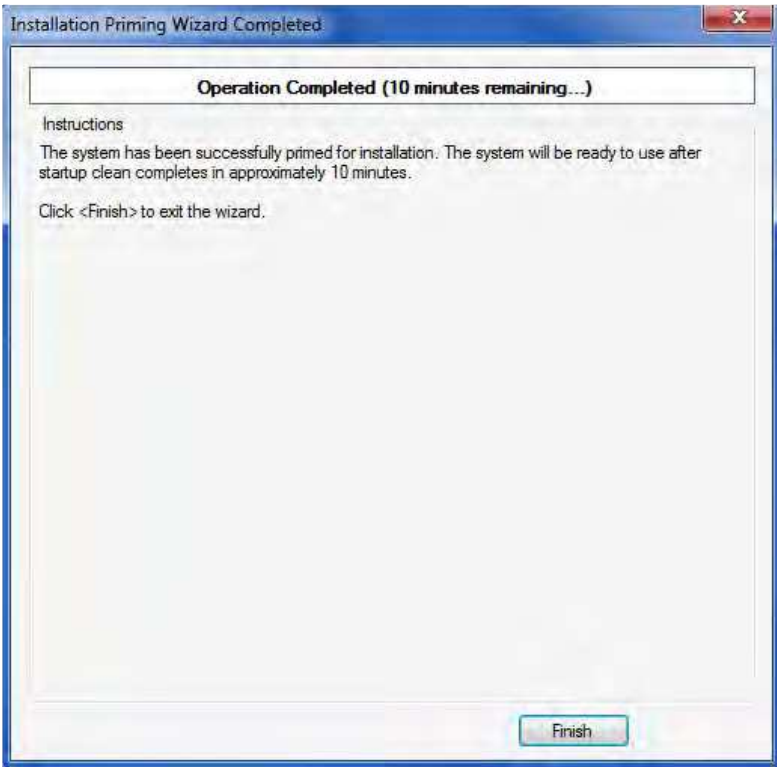 Installation Priming Wizard Completed
Operation Completed (10 minutes remaining...)
Instructions
The system has been successfully primed for installation. The system will be ready to use after
startup clean completes in approximately 10 minutes.
Click <Finish> to exit the wizard.
Finish